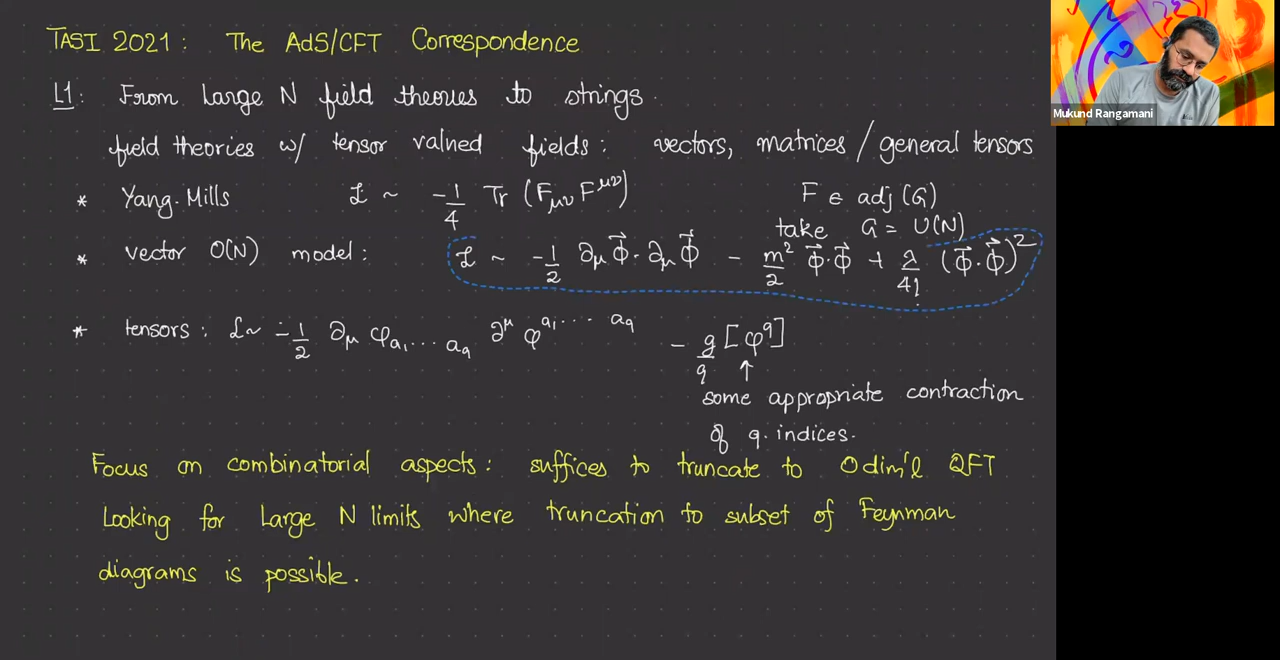 TASI 2021: The AdS/CFT Correspondence
L1: From Large N field theories to strings.
field theories w/ tensor valued fields: vectors, matrices / general tensors
* Yang-Mills ℒ ~ -1/4 Tr (F_μν F^μν) F ∈ adj (G)
take G = U(N)
* vector O(N) model: ℒ ~ -1/2 ∂_μ Φ⃗ · ∂_μ Φ⃗ - m²/2 Φ⃗·Φ⃗ + λ/4! (Φ⃗·Φ⃗)²
* tensors: ℒ ~ -1/2 ∂_μ φ_{a₁...a_q} ∂^μ φ^{a₁...a_q} - g/q [φ^q]
↑
some appropriate contraction
of q-indices.
Focus on combinatorial aspects: suffices to truncate to 0 dim'l QFT
Looking for Large N limits where truncation to subset of Feynman
diagrams is possible.
Mukund Rangamani